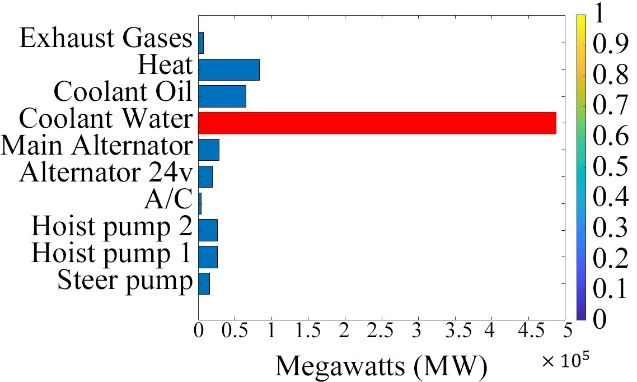 Exhaust Gases
Heat
Coolant Oil
Coolant Water
Main Alternator
Alternator 24v
A/C
Hoist pump 2
Hoist pump 1
Steer pump
0 0.5 1 1.5 2 2.5 3 3.5 4 4.5 5
Megawatts (MW)
× 10⁵
1
0.9
0.8
0.7
0.6
0.5
0.4
0.3
0.2
0.1
0